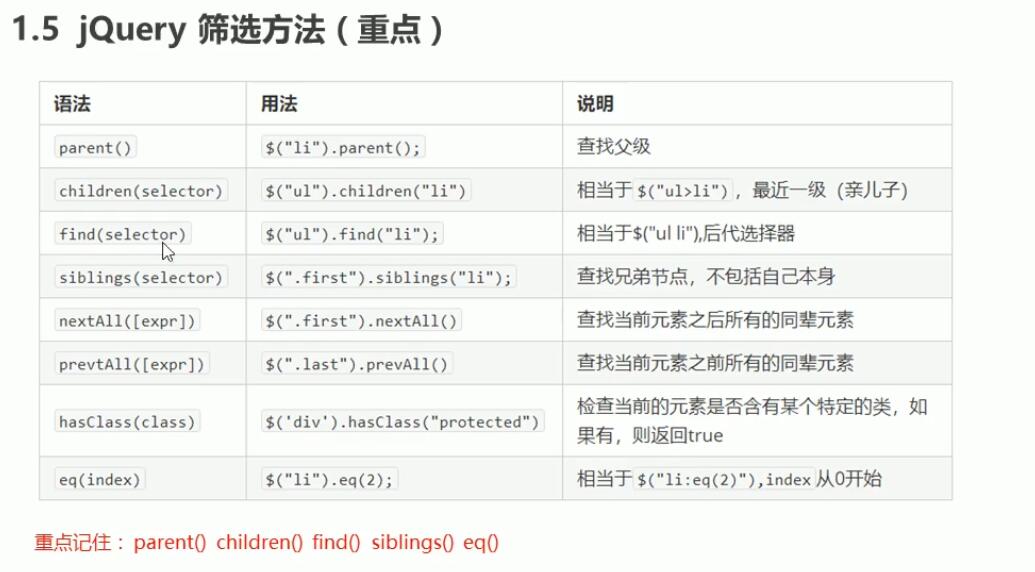 1.5 jQuery 筛选方法（重点）
语法 用法 说明
parent() $("li").parent(); 查找父级
children(selector) $("ul").children("li") 相当于$("ul>li")，最近一级（亲儿子）
find(selector) $("ul").find("li"); 相当于$("ul li"),后代选择器
siblings(selector) $(".first").siblings("li"); 查找兄弟节点，不包括自己本身
nextAll([expr]) $(".first").nextAll() 查找当前元素之后所有的同辈元素
prevtAll([expr]) $(".last").prevAll() 查找当前元素之前所有的同辈元素
hasClass(class) $('div').hasClass("protected") 检查当前的元素是否含有某个特定的类，如
果有，则返回true
eq(index) $("li").eq(2); 相当于$("li:eq(2)"),index从0开始
重点记住：parent() children() find() siblings() eq()